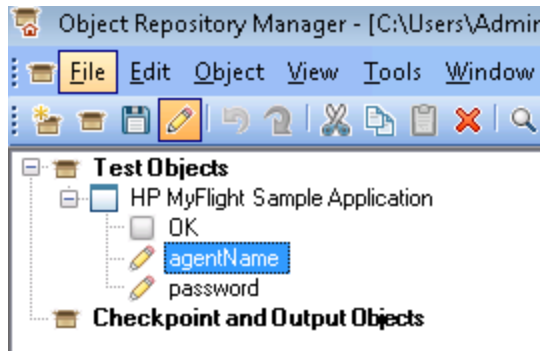 Object Repository Manager - [C:\Users\Admin
File Edit Object View Tools Window
Test Objects
HP MyFlight Sample Application
OK
agentName
password
Checkpoint and Output Objects